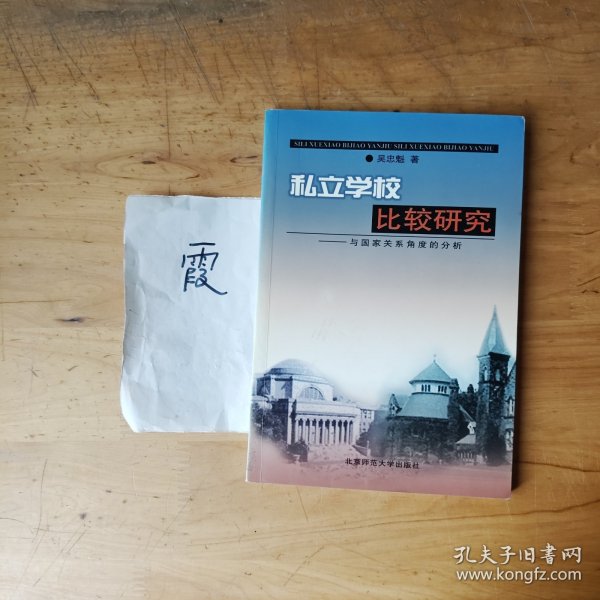 霞
SILI XUEXIAO BIJIAO YANJIU SILI XUEXIAO BIJIAO YANJIU
●吴忠魁 著
私立学校
比较研究
——与国家关系角度的分析
北京师范大学出版社
孔夫子旧书网
www.kongfz.com